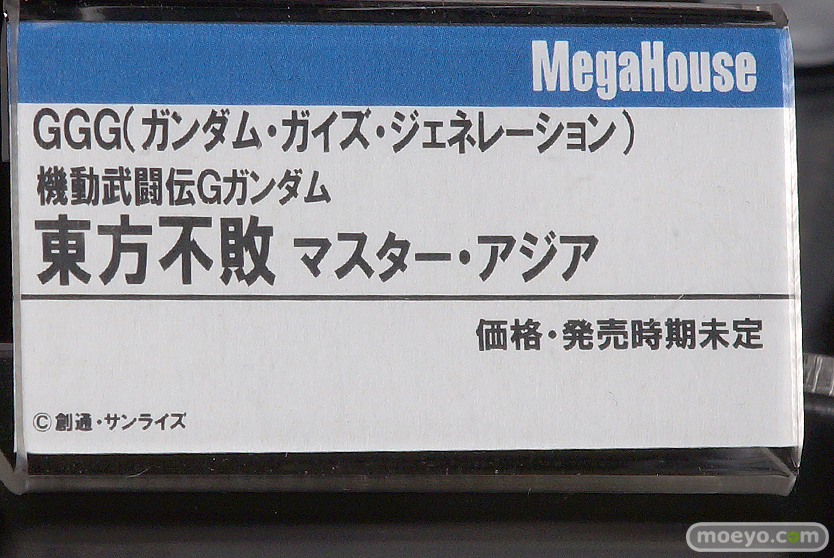 MegaHouse
GGG(ガンダム・ガイズ・ジェネレーション)
機動武闘伝Gガンダム
東方不敗 マスター・アジア
価格・発売時期未定
©創通・サンライズ
moeyo.com